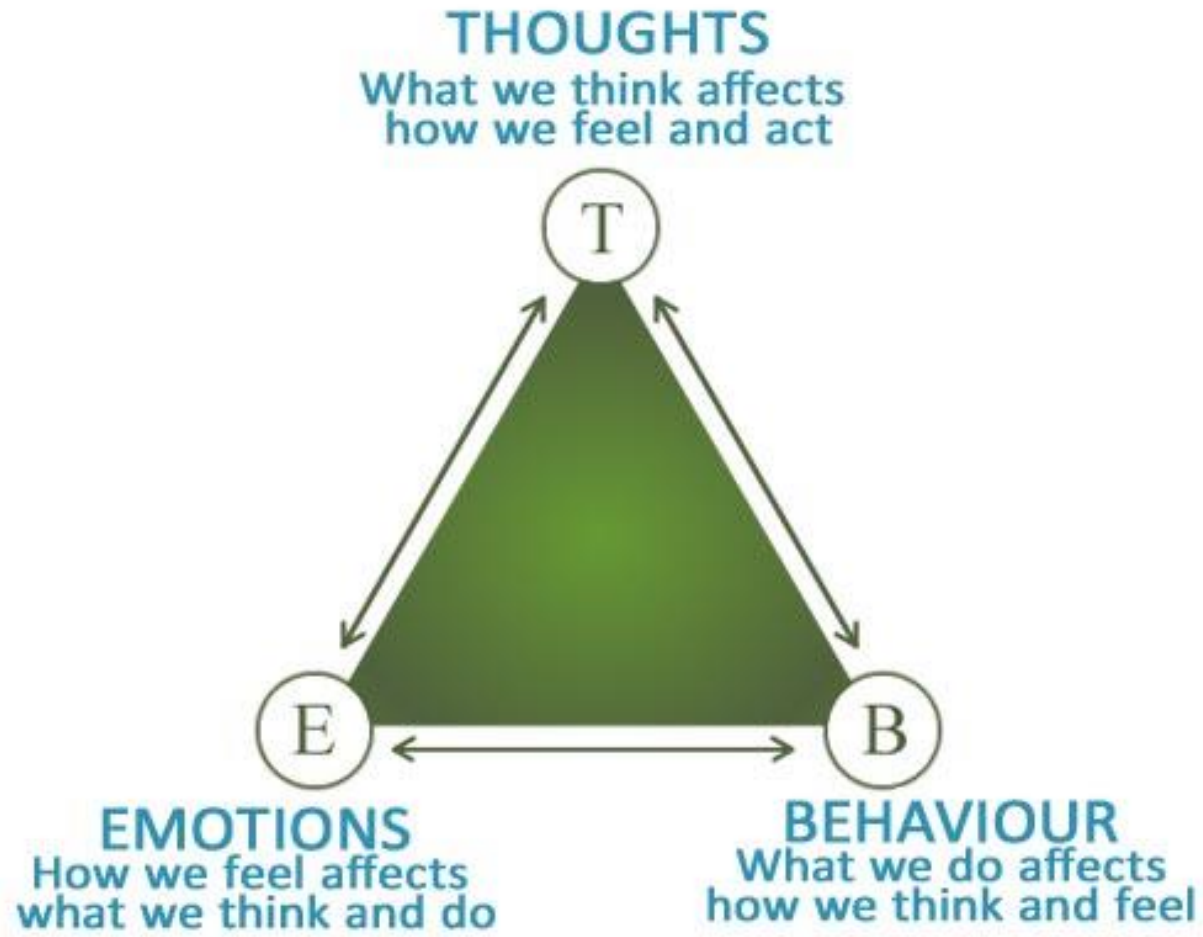 THOUGHTS
What we think affects
how we feel and act
T
E
B
EMOTIONS
How we feel affects
what we think and do
BEHAVIOUR
What we do affects
how we think and feel